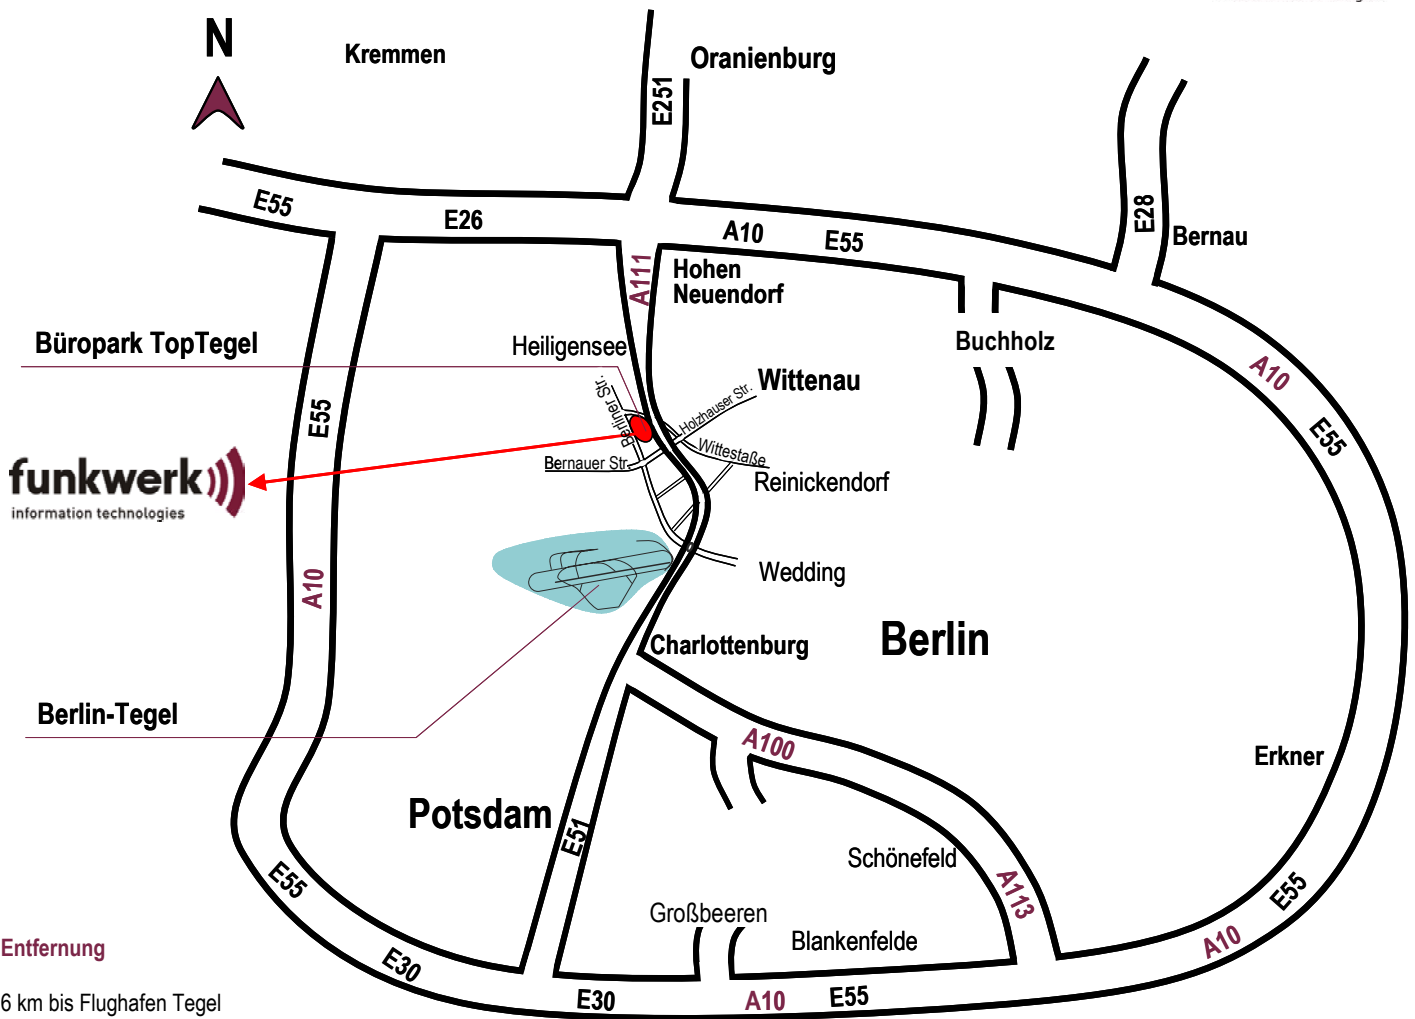 N
Kremmen
Oranienburg
E251
E55
E26
A10
E55
E28
Bernau
A111
Hohen
Neuendorf
Büropark TopTegel
Heiligensee
Buchholz
A10
Wittenau
Berliner Str.
Holzhauser Str.
E55
E55
Wittestaße
Bernauer Str.
Reinickendorf
funkwerk
information technologies
A10
Wedding
Charlottenburg
Berlin
Berlin-Tegel
A100
Erkner
Potsdam
E51
Schönefeld
E55
A113
E55
Großbeeren
Blankenfelde
A10
Entfernung
E30
E30
A10
E55
6 km bis Flughafen Tegel